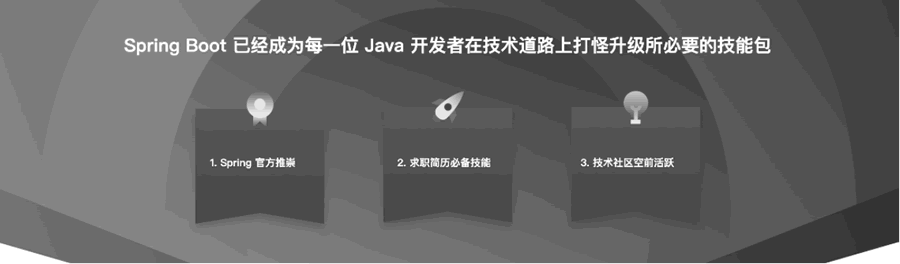 Spring Boot 已经成为每一位 Java 开发者在技术道路上打怪升级所必要的技能包
1. Spring 官方推崇
2. 求职简历必备技能
3. 技术社区空前活跃